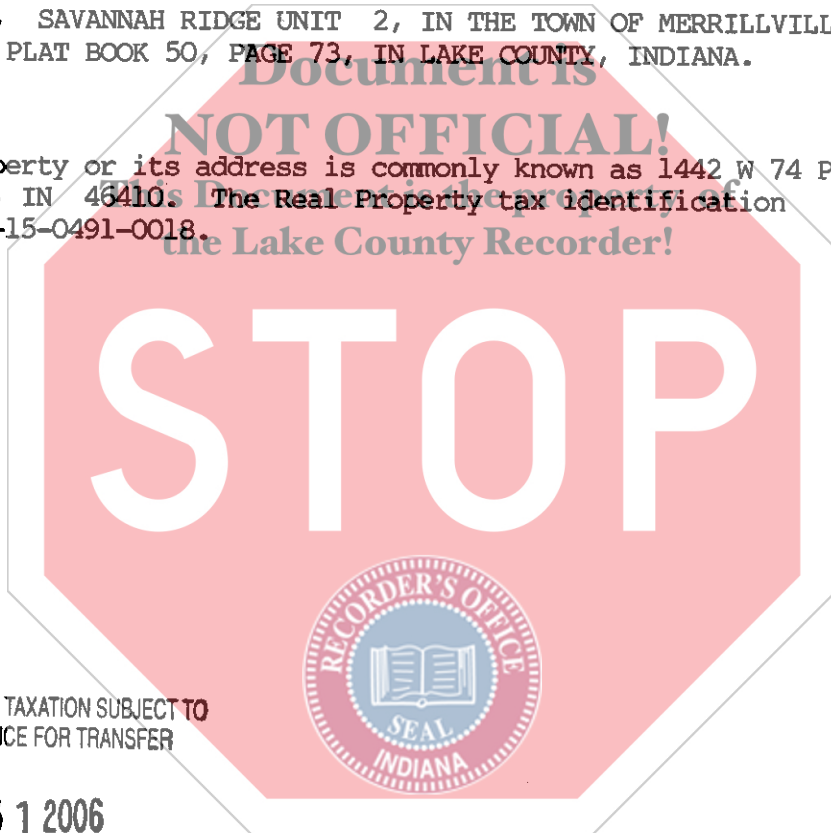 SAVANNAH RIDGE UNIT 2, IN THE TOWN OF MERRILLVILL
PLAT BOOK 50, PAGE 73, IN LAKE COUNTY, INDIANA.
Document is
NOT OFFICIAL!
erty or its address is commonly known as 1442 W 74 P
IN 46410. The Real Property tax identification
This Document is the property of
-15-0491-0018.
the Lake County Recorder!
STOP
RECORDER'S OFFICE
SEAL
INDIANA
TAXATION SUBJECT TO
CE FOR TRANSFER
1 2006